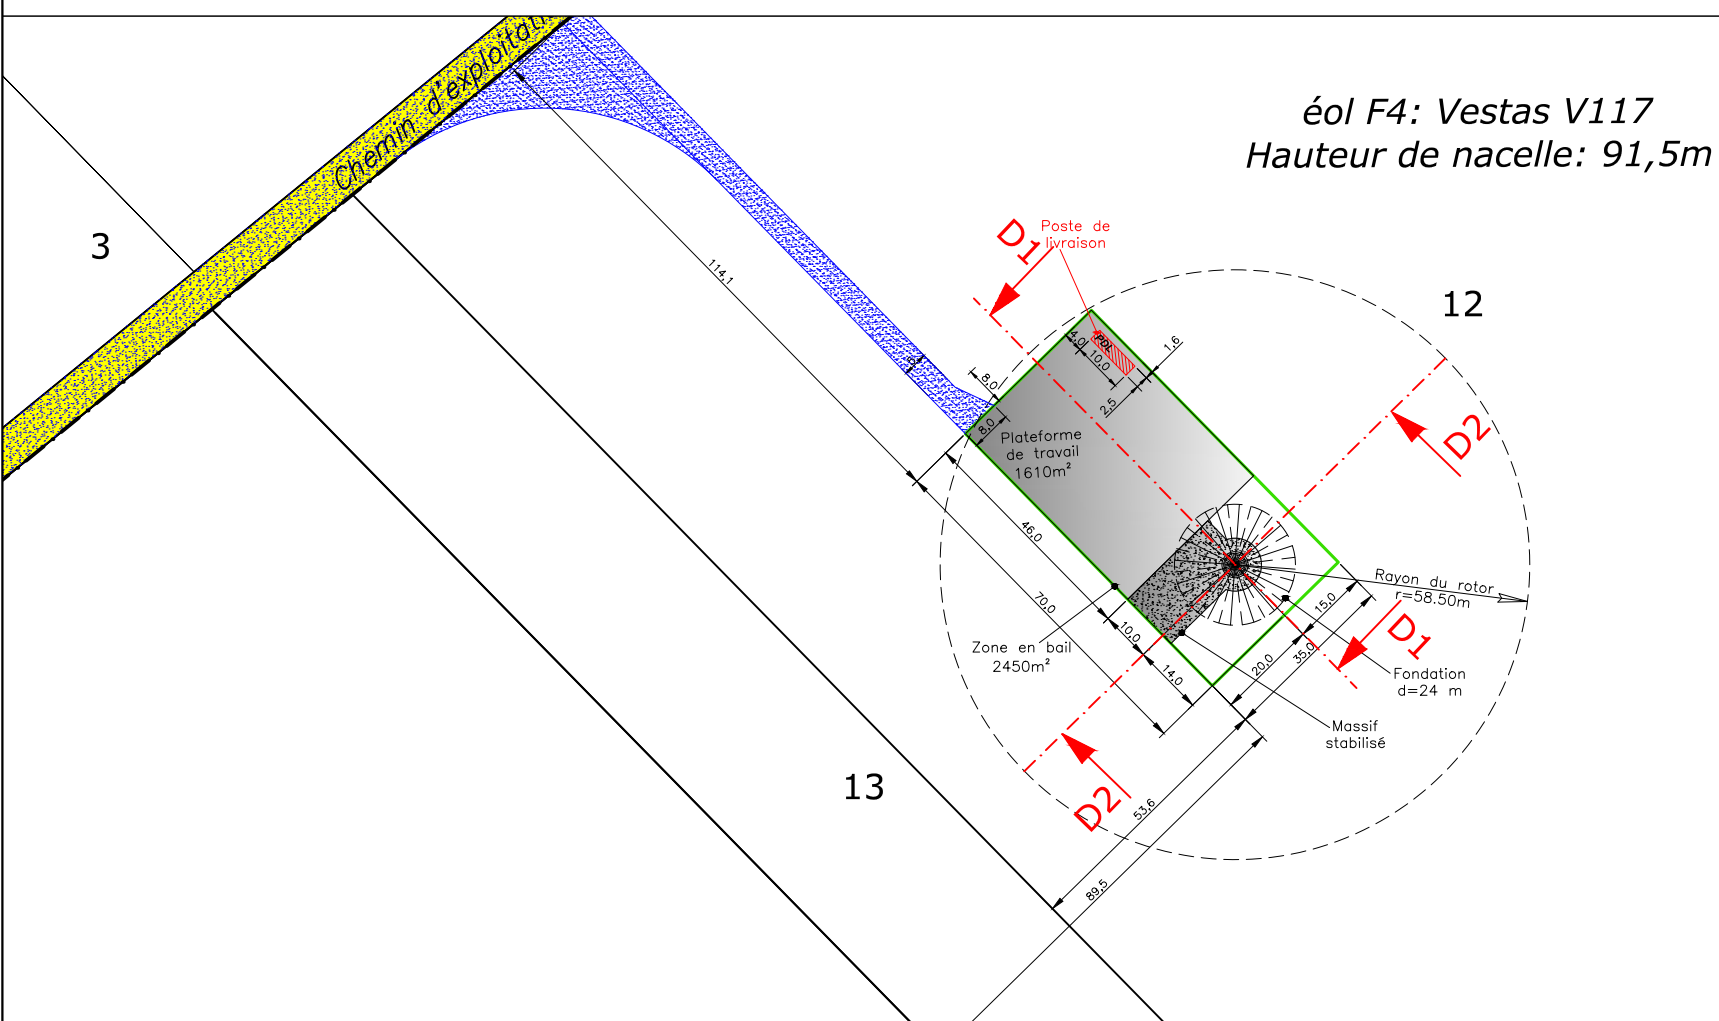 Chemin d'exploitati
éol F4: Vestas V117
Hauteur de nacelle: 91,5m
3
12
13
D1
Poste de
livraison
114,1
PDL
4,0
10,0
1,6
2,5
8,0
8,0
Plateforme
de travail
1610m²
D2
46,0
70,0
Rayon du rotor
r=58.50m
15,0
D1
Zone en bail
2450m²
10,0
14,0
20,0
35,0
Fondation
d=24 m
Massif
stabilisé
D2
53,6
89,5